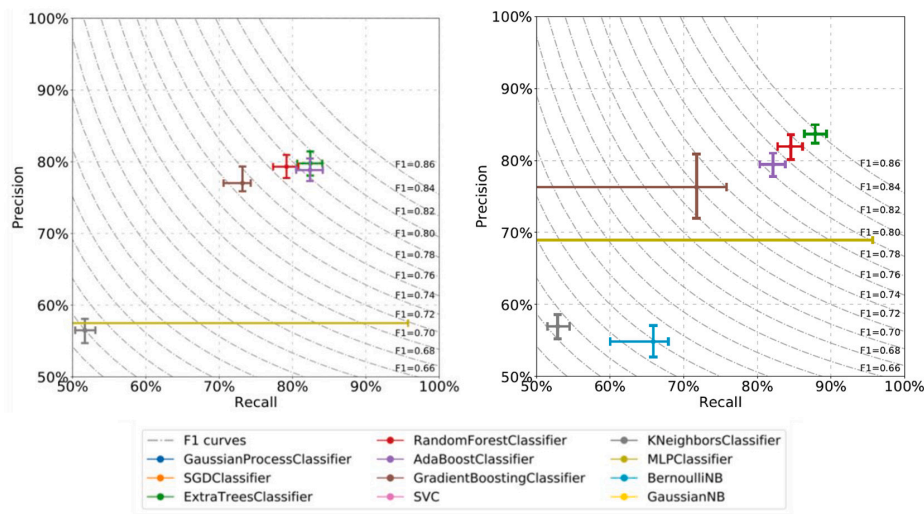 100%
90%
80%
70%
60%
50%
Precision
50% 60% 70% 80% 90% 100%
Recall
F1=0.86
F1=0.84
F1=0.82
F1=0.80
F1=0.78
F1=0.76
F1=0.74
F1=0.72
F1=0.70
F1=0.68
F1=0.66
100%
90%
80%
70%
60%
50%
Precision
50% 60% 70% 80% 90% 100%
Recall
F1=0.86
F1=0.84
F1=0.82
F1=0.80
F1=0.78
F1=0.76
F1=0.74
F1=0.72
F1=0.70
F1=0.68
F1=0.66
F1 curves
GaussianProcessClassifier
SGDClassifier
ExtraTreesClassifier
RandomForestClassifier
AdaBoostClassifier
GradientBoostingClassifier
SVC
KNeighborsClassifier
MLPClassifier
BernoulliNB
GaussianNB